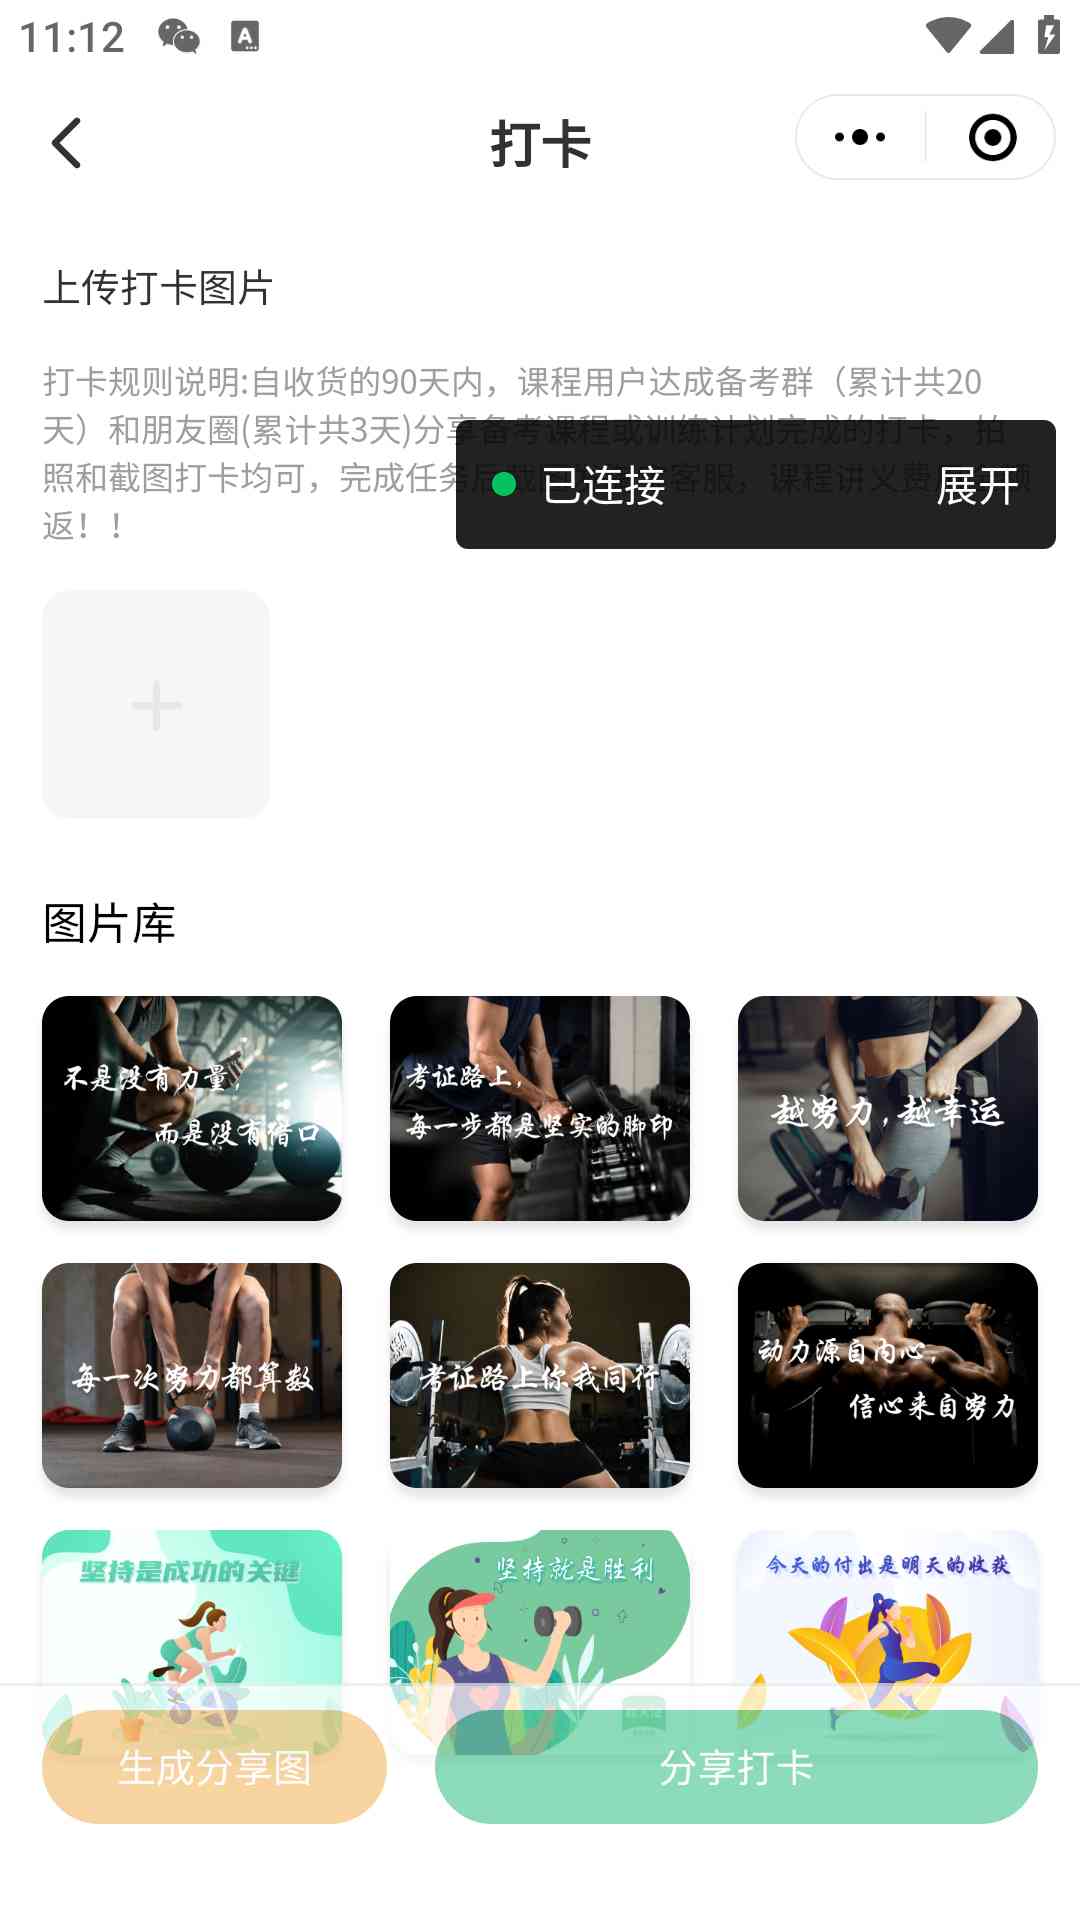 11:12
打卡
上传打卡图片
打卡规则说明:自收货的90天内，课程用户达成备考群（累计共20
天）和朋友圈(累计共3天)分享备考课程或训练计划完成的打卡，拍
照和截图打卡均可，完成任务后截
客服，课程讲义费
返！！
已连接
展开
图片库
不是没有力量，
而是没有借口
考证路上，
每一步都是坚实的脚印
越努力，越幸运
每一次努力都算数
考证路上你我同行
动力源自内心，
信心来自努力
坚持是成功的关键
坚持就是胜利
今天的付出是明天的收获
生成分享图
分享打卡